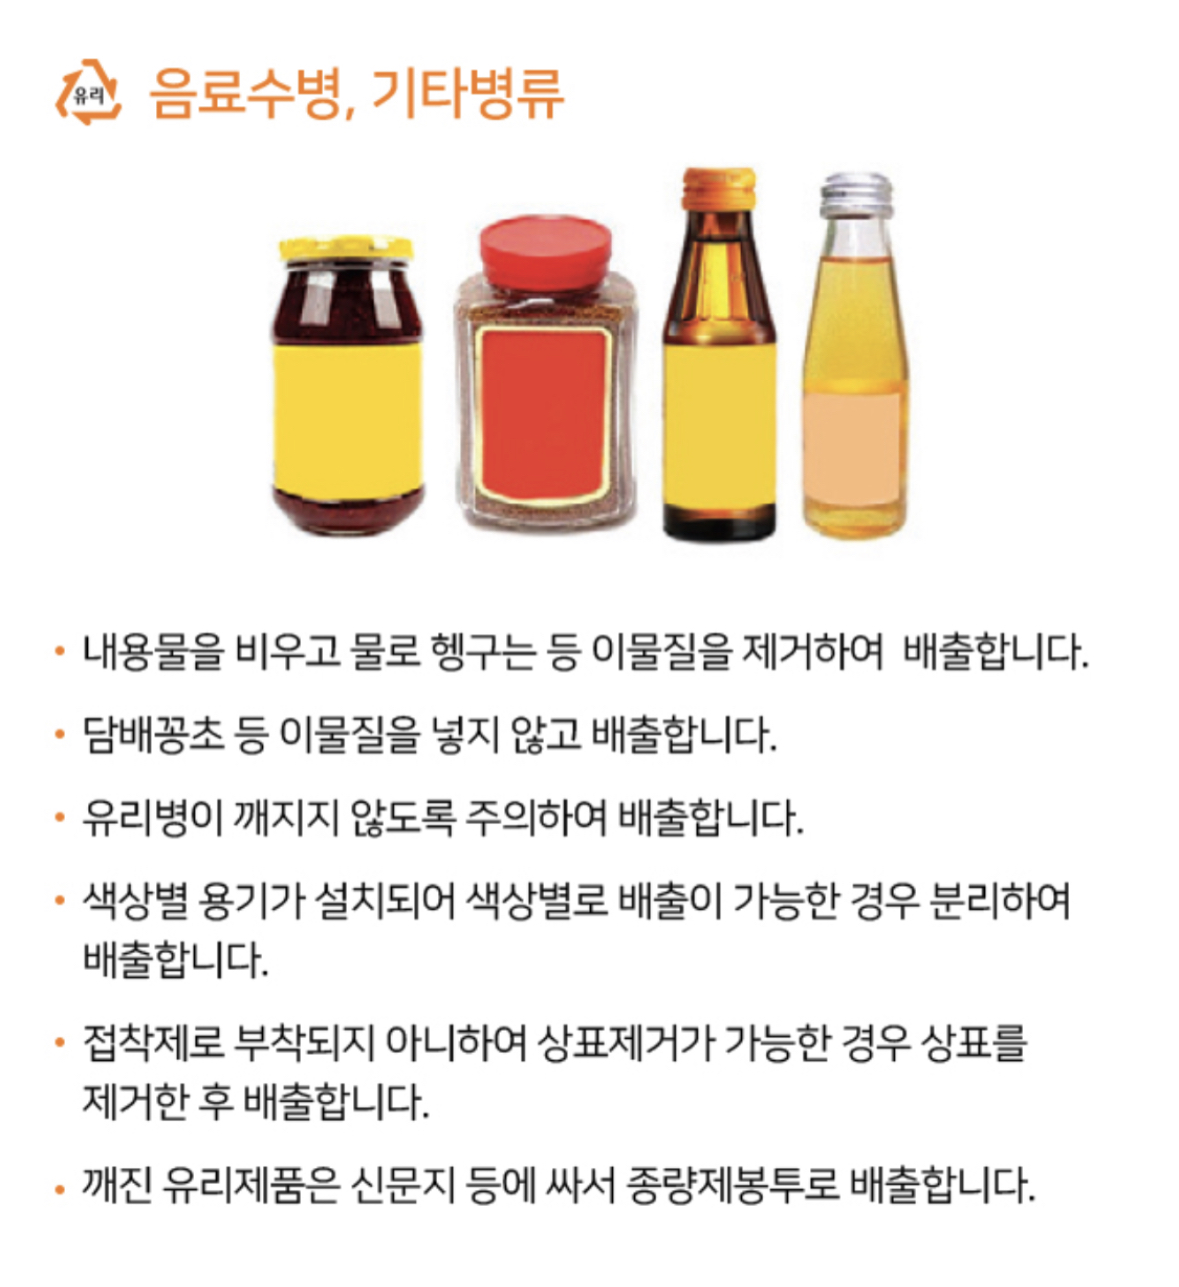 유리 음료수병, 기타병류
• 내용물을 비우고 물로 헹구는 등 이물질을 제거하여 배출합니다.
• 담배꽁초 등 이물질을 넣지 않고 배출합니다.
• 유리병이 깨지지 않도록 주의하여 배출합니다.
• 색상별 용기가 설치되어 색상별로 배출이 가능한 경우 분리하여
배출합니다.
• 접착제로 부착되지 아니하여 상표제거가 가능한 경우 상표를
제거한 후 배출합니다.
• 깨진 유리제품은 신문지 등에 싸서 종량제봉투로 배출합니다.